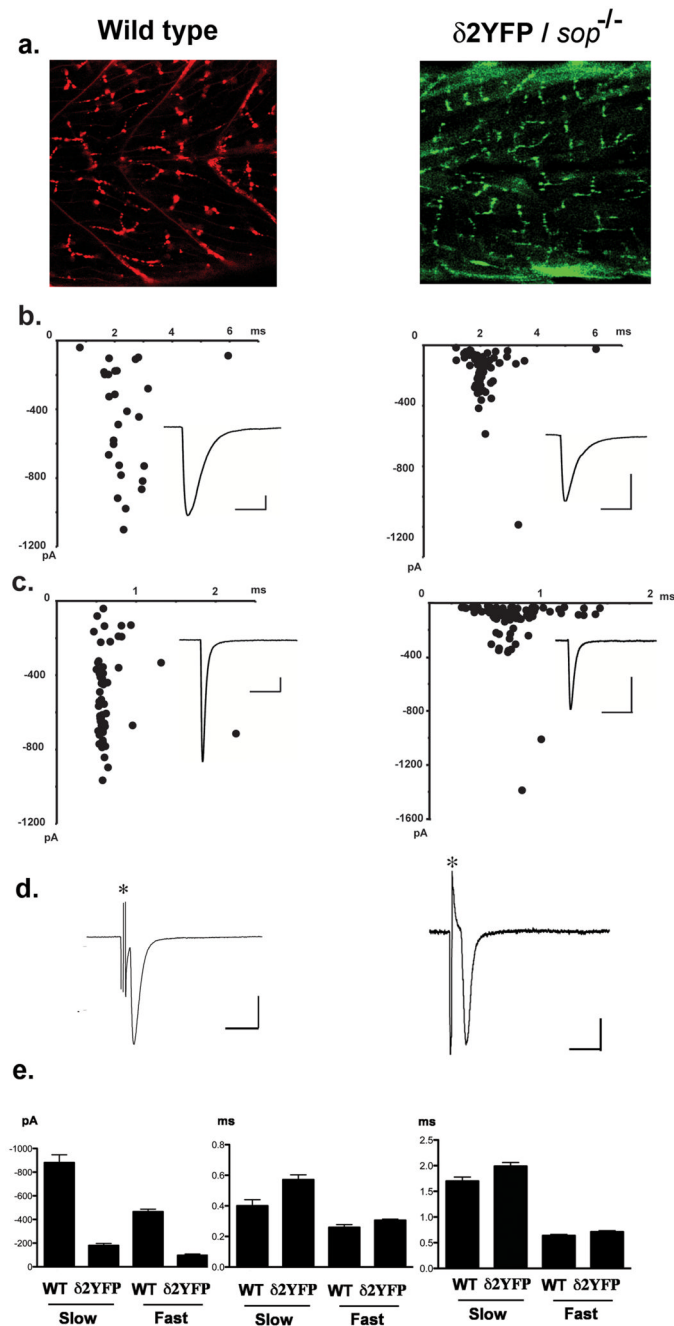 Wild type
δ2YFP / sop-/-
a.
b.
0 2 4 6 ms
-400
-800
-1200
pA
0 2 4 6 ms
-400
-800
-1200
pA
c.
0 1 2 ms
-400
-800
-1200
pA
0 1 2 ms
-400
-800
-1200
-1600
pA
d.
*
*
e.
pA
-1000
-800
-600
-400
-200
0
WT δ2YFP WT δ2YFP
Slow Fast
ms
0.8
0.6
0.4
0.2
0.0
WT δ2YFP WT δ2YFP
Slow Fast
ms
2.5
2.0
1.5
1.0
0.5
0.0
WT δ2YFP WT δ2YFP
Slow Fast